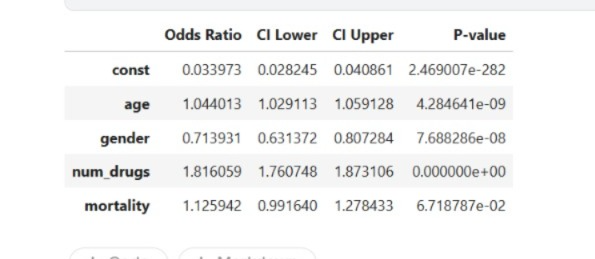 Odds Ratio CI Lower CI Upper P-value
const 0.033973 0.028245 0.040861 2.469007e-282
age 1.044013 1.029113 1.059128 4.284641e-09
gender 0.713931 0.631372 0.807284 7.688286e-08
num_drugs 1.816059 1.760748 1.873106 0.000000e+00
mortality 1.125942 0.991640 1.278433 6.718787e-02